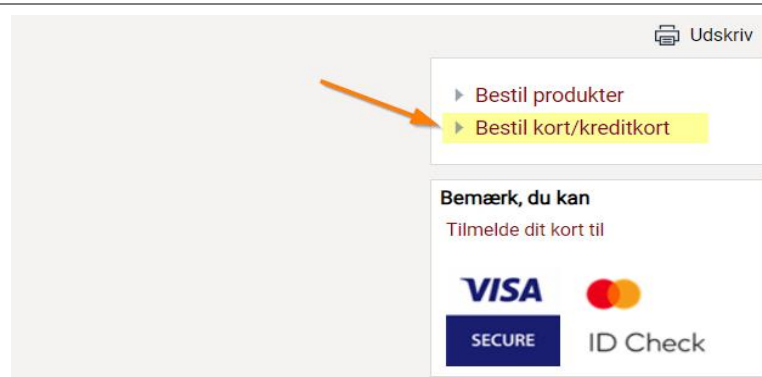 Udskriv
Bestil produkter
Bestil kort/kreditkort
Bemærk, du kan
Tilmelde dit kort til
VISA
SECURE
ID Check